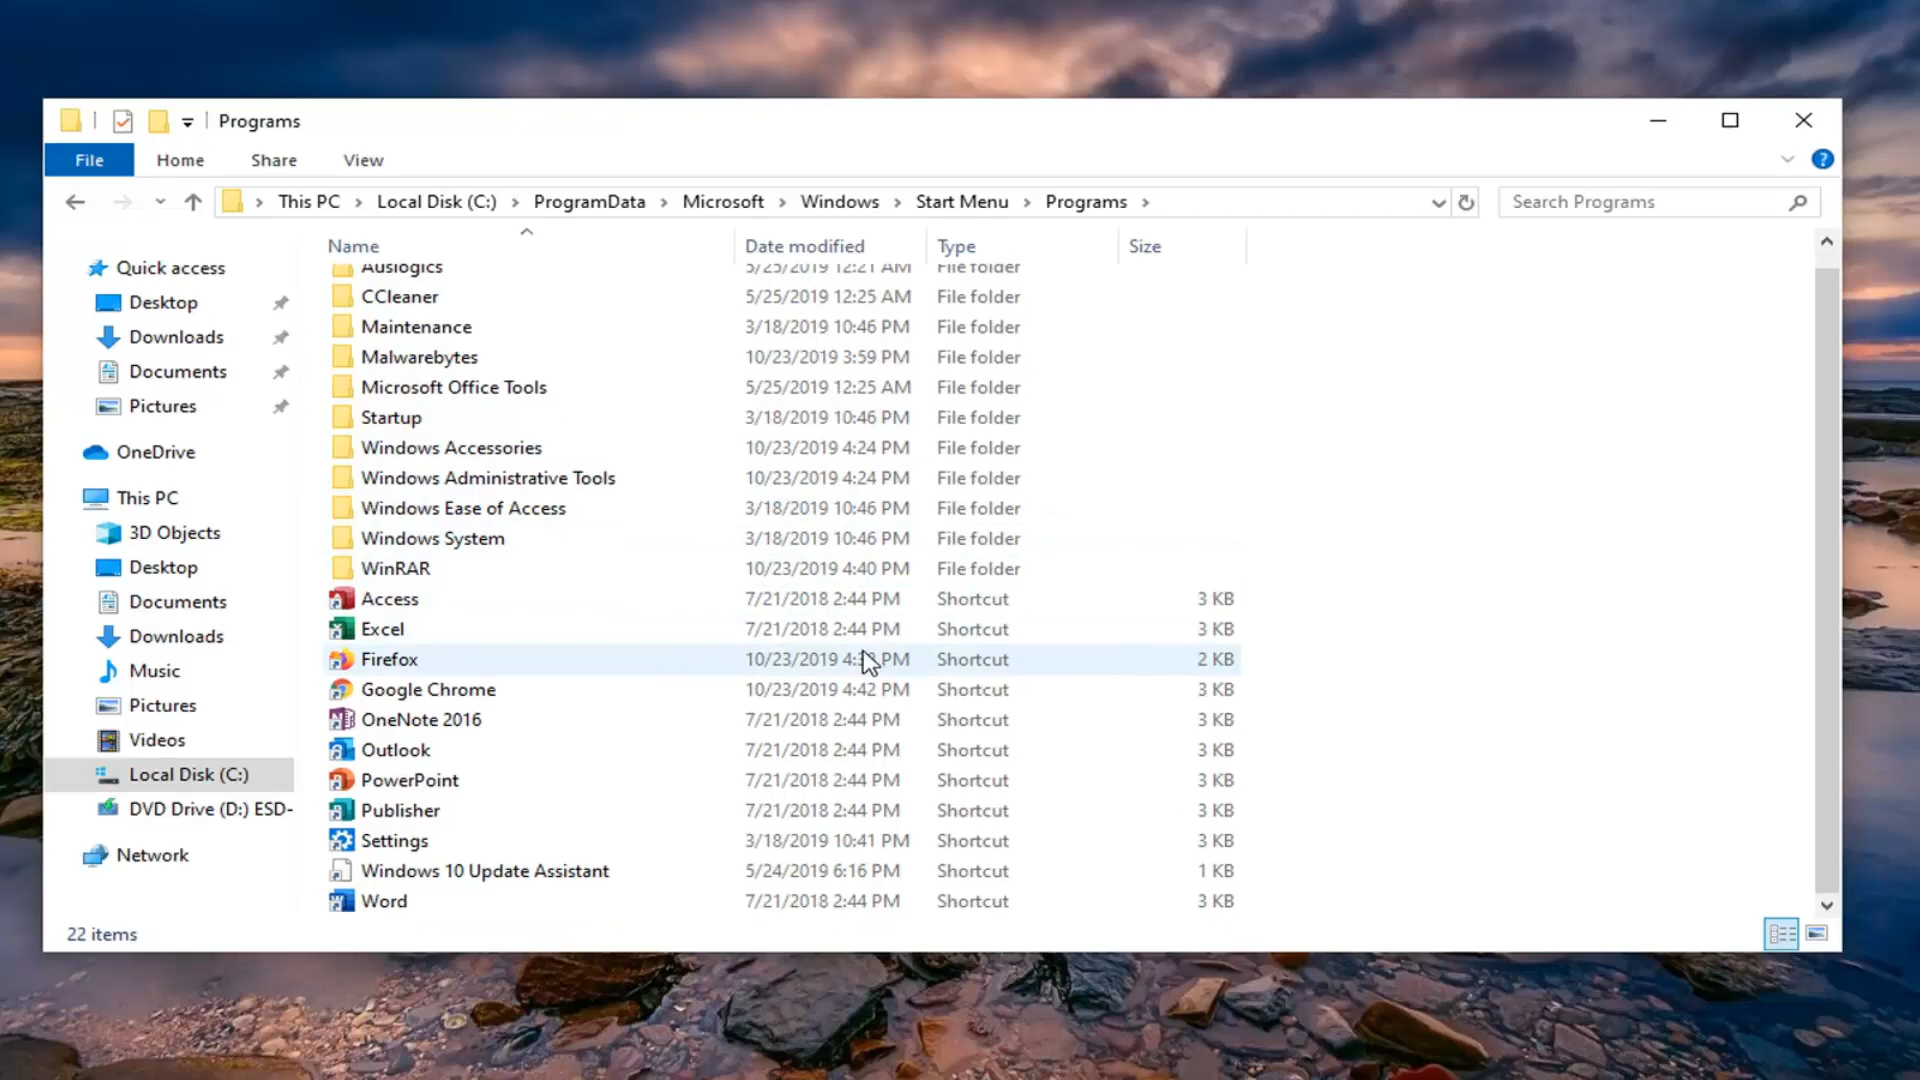 Programs
File Home Share View
This PC Local Disk (C:) ProgramData Microsoft Windows Start Menu Programs Search Programs
Name Date modified Type Size
Quick access
Desktop
Downloads
Documents
Pictures
OneDrive
This PC
3D Objects
Desktop
Documents
Downloads
Music
Pictures
Videos
Local Disk (C:)
DVD Drive (D:) ESD-
Network
Auslogics 5/25/2019 12:21 AM File folder
CCleaner 5/25/2019 12:25 AM File folder
Maintenance 3/18/2019 10:46 PM File folder
Malwarebytes 10/23/2019 3:59 PM File folder
Microsoft Office Tools 5/25/2019 12:25 AM File folder
Startup 3/18/2019 10:46 PM File folder
Windows Accessories 10/23/2019 4:24 PM File folder
Windows Administrative Tools 10/23/2019 4:24 PM File folder
Windows Ease of Access 3/18/2019 10:46 PM File folder
Windows System 3/18/2019 10:46 PM File folder
WinRAR 10/23/2019 4:40 PM File folder
Access 7/21/2018 2:44 PM Shortcut 3 KB
Excel 7/21/2018 2:44 PM Shortcut 3 KB
Firefox 10/23/2019 PM Shortcut 2 KB
Google Chrome 10/23/2019 4:42 PM Shortcut 3 KB
OneNote 2016 7/21/2018 2:44 PM Shortcut 3 KB
Outlook 7/21/2018 2:44 PM Shortcut 3 KB
PowerPoint 7/21/2018 2:44 PM Shortcut 3 KB
Publisher 7/21/2018 2:44 PM Shortcut 3 KB
Settings 3/18/2019 10:41 PM Shortcut 3 KB
Windows 10 Update Assistant 5/24/2019 6:16 PM Shortcut 1 KB
Word 7/21/2018 2:44 PM Shortcut 3 KB
22 items